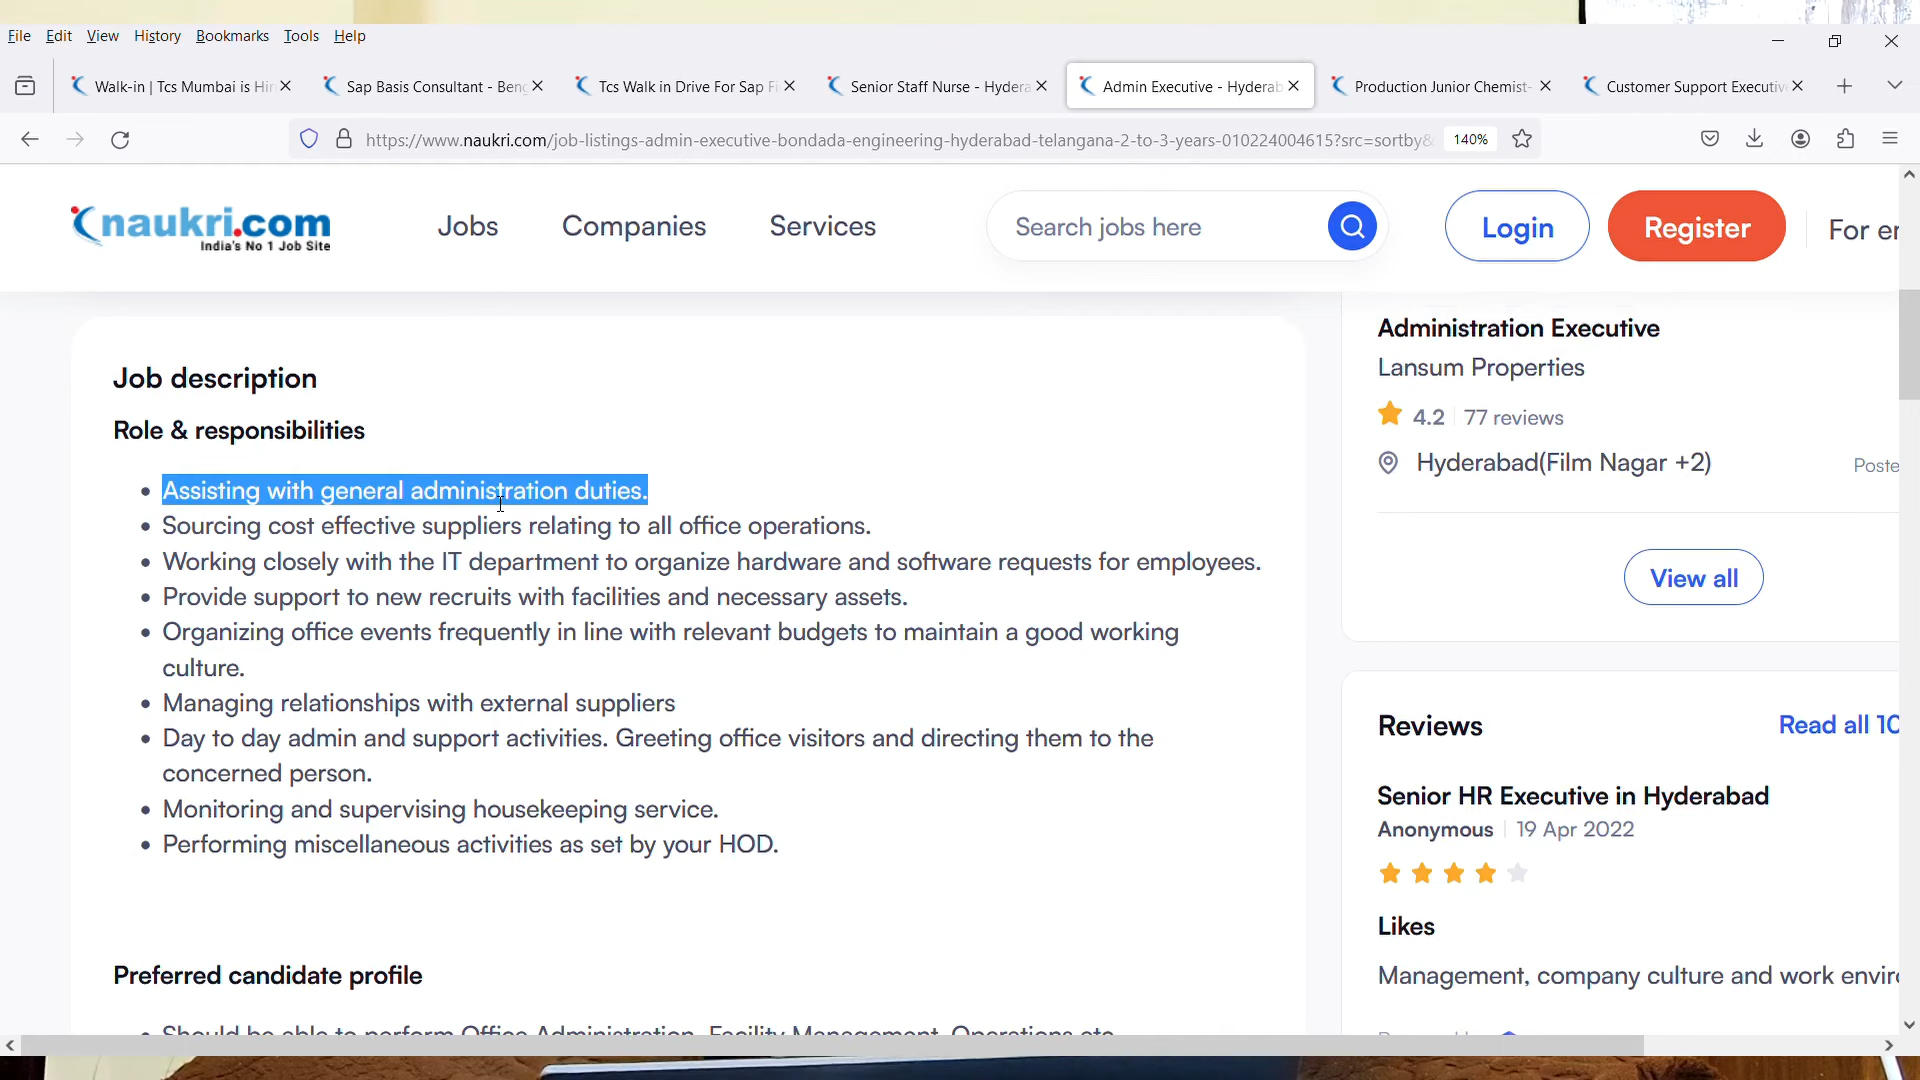 File Edit View History Bookmarks Tools Help
Walk-in | Tcs Mumbai is Hir
Sap Basis Consultant - Beng
Tcs Walk in Drive For Sap Fi
Senior Staff Nurse - Hydera
Admin Executive - Hyderab
Production Junior Chemist-
Customer Support Executiv
https://www.naukri.com/job-listings-admin-executive-bondada-engineering-hyderabad-telangana-2-to-3-years-010224004615?src=sortby&
140%
naukri.com
India's No 1 Job Site
Jobs
Companies
Services
Search jobs here
Login
Register
For er
Job description
Role & responsibilities
• Assisting with general administration duties.
• Sourcing cost effective suppliers relating to all office operations.
• Working closely with the IT department to organize hardware and software requests for employees.
• Provide support to new recruits with facilities and necessary assets.
• Organizing office events frequently in line with relevant budgets to maintain a good working
culture.
• Managing relationships with external suppliers
• Day to day admin and support activities. Greeting office visitors and directing them to the
concerned person.
• Monitoring and supervising housekeeping service.
• Performing miscellaneous activities as set by your HOD.
Preferred candidate profile
• Should be able to perform Office Administration, Facility Management, Operations etc
Administration Executive
Lansum Properties
4.2 | 77 reviews
Hyderabad(Film Nagar +2)
Poste
View all
Reviews
Read all 10
Senior HR Executive in Hyderabad
Anonymous | 19 Apr 2022
Likes
Management, company culture and work envir